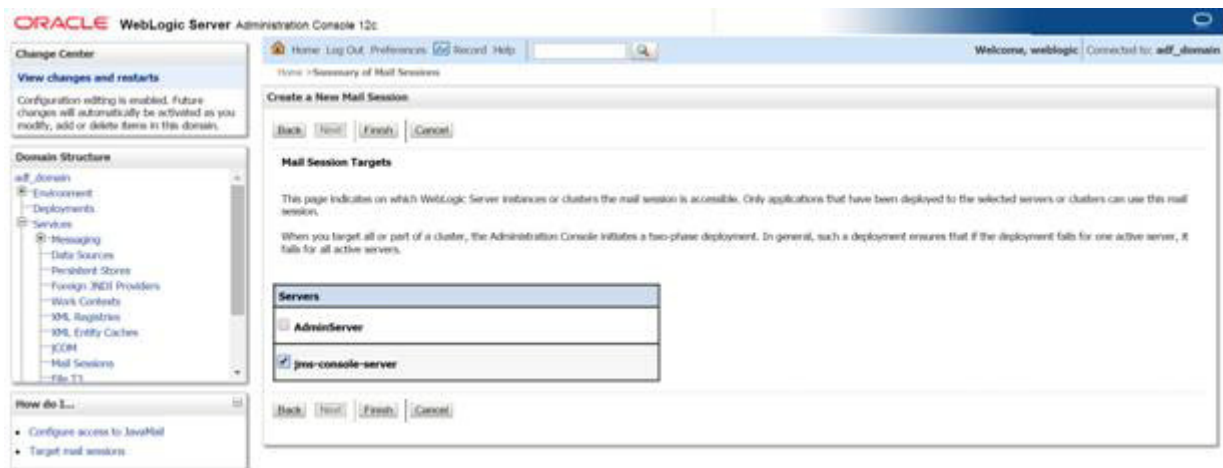 ORACLE WebLogic Server Administration Console 12c
Change Center
View changes and restarts
Configuration editing is enabled. Future
changes will automatically be activated as you
modify, add or delete items in this domain.
Domain Structure
adf_domain
Environment
Deployments
Services
Messaging
Data Sources
Persistent Stores
Foreign JNDI Providers
Work Contexts
XML Registries
XML Entity Caches
jCOM
Mail Sessions
File T3
How do I...
Configure access to JavaMail
Target mail sessions
Home Log Out Preferences Record Help
Welcome, weblogic Connected to: adf_domain
Home >Summary of Mail Sessions
Create a New Mail Session
Back Next Finish Cancel
Mail Session Targets
This page indicates on which WebLogic Server instances or clusters the mail session is accessible. Only applications that have been deployed to the selected servers or clusters can use this mail
session.
When you target all or part of a cluster, the Administration Console initiates a two-phase deployment. In general, such a deployment ensures that if the deployment fails for one active server, it
fails for all active servers.
Servers
AdminServer
jms-console-server
Back Next Finish Cancel